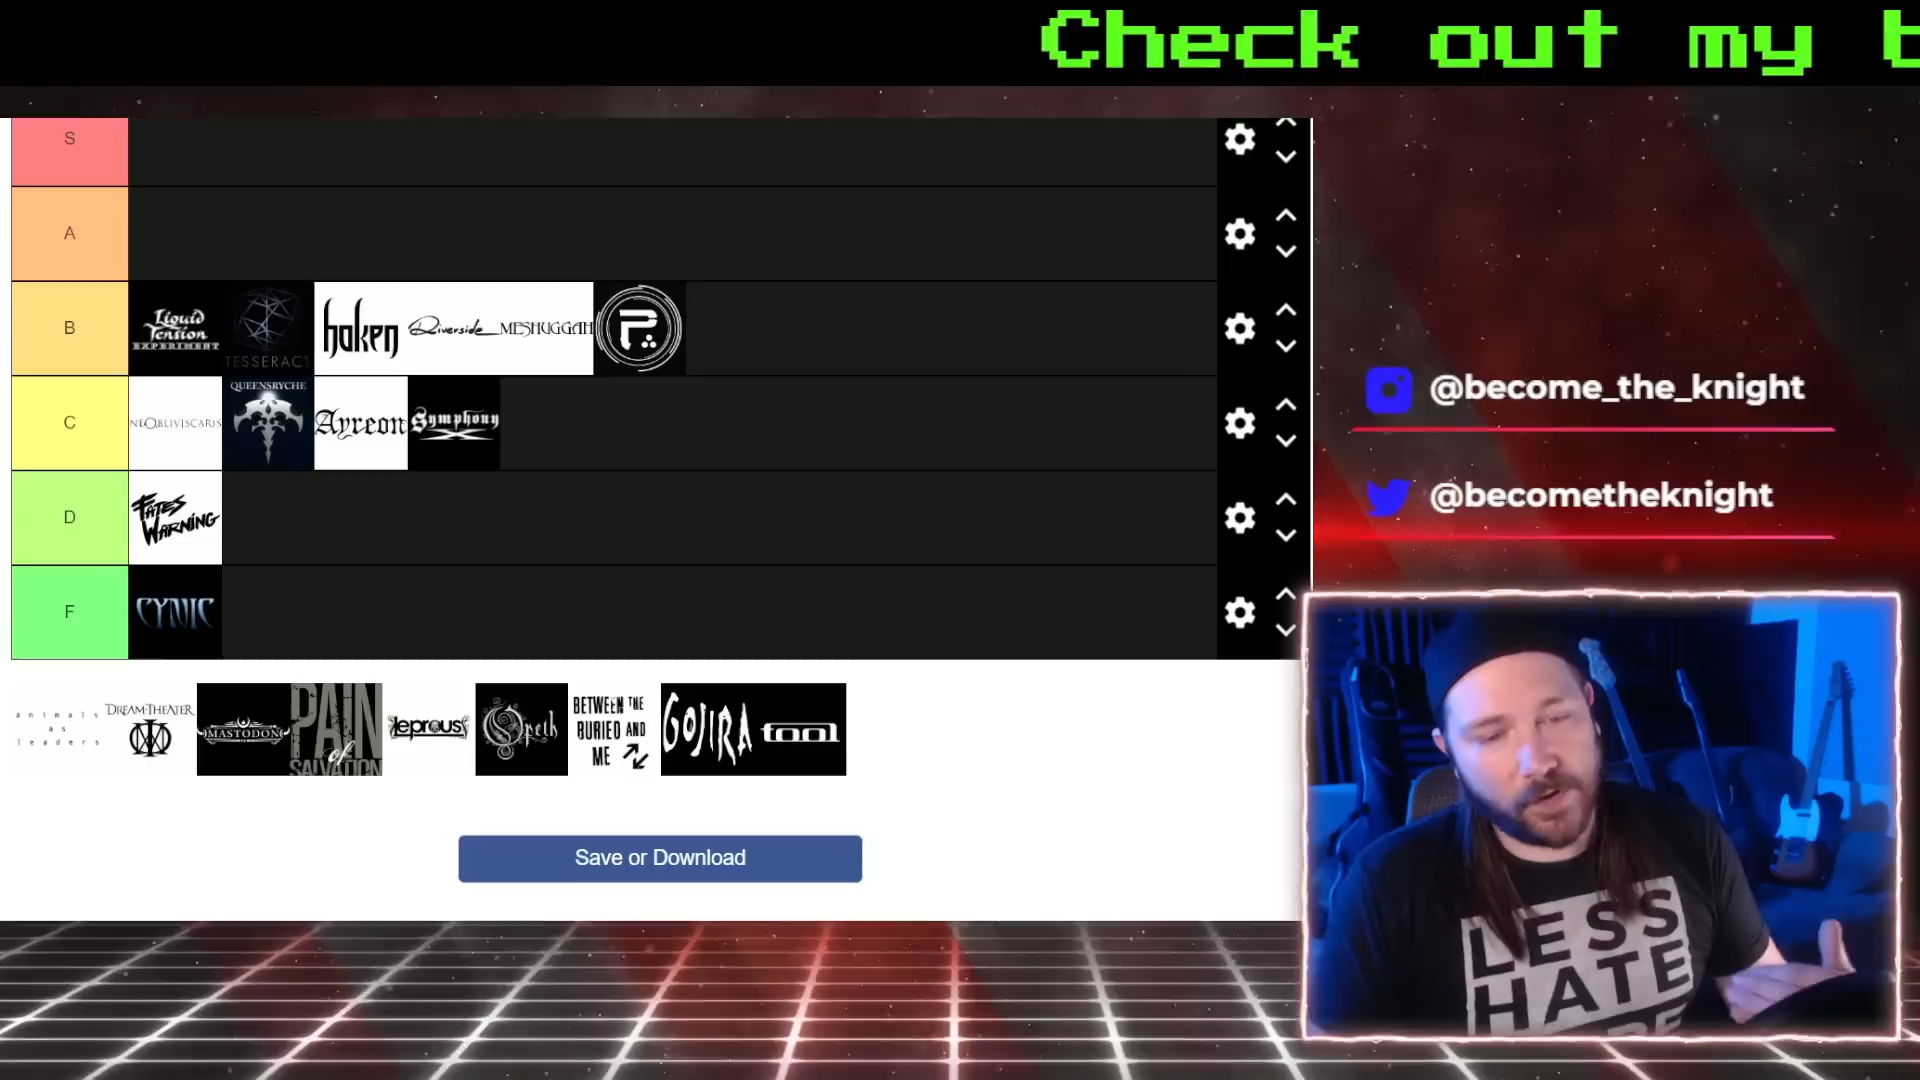 Check out my b
S
A
B
Liquid Tension EXPERIMENT
TESSERACT
haken
Riverside
MESHUGGAH
P
C
NEOBLIVISCARIS
QUEENSRYCHE
Ayreon
Symphony X
D
FATES WARNING
F
CYNIC
animals as leaders
DREAM THEATER
MASTODON
PAIN of SALVATION
leprous
Opeth
BETWEEN THE BURIED AND ME
GOJIRA
TOOL
Save or Download
@become_the_knight
@becometheknight
LESS
HATE